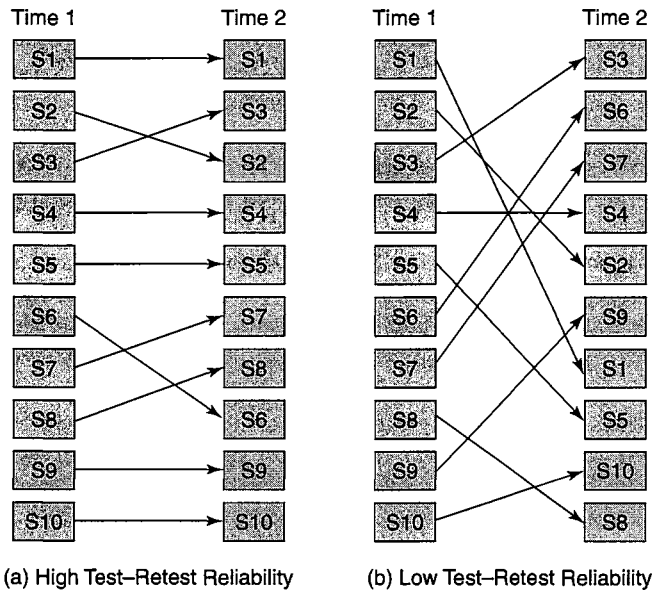 Time 1 Time 2 Time 1 Time 2
S1 S1 S1 S3
S2 S3 S2 S6
S3 S2 S3 S7
S4 S4 S4 S4
S5 S5 S5 S2
S6 S7 S6 S9
S7 S8 S7 S1
S8 S6 S8 S5
S9 S9 S9 S10
S10 S10 S10 S8
(a) High Test–Retest Reliability (b) Low Test–Retest Reliability